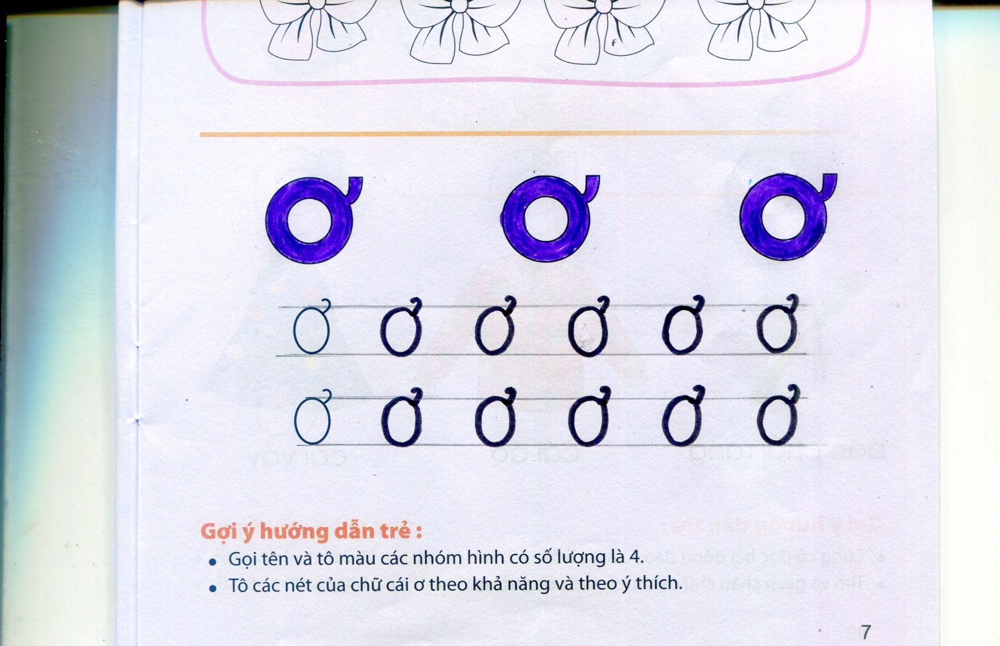 ơ ơ ơ
ơ ơ ơ ơ ơ ơ
ơ ơ ơ ơ ơ ơ
Gợi ý hướng dẫn trẻ :
• Gọi tên và tô màu các nhóm hình có số lượng là 4.
• Tô các nét của chữ cái ơ theo khả năng và theo ý thích.
7